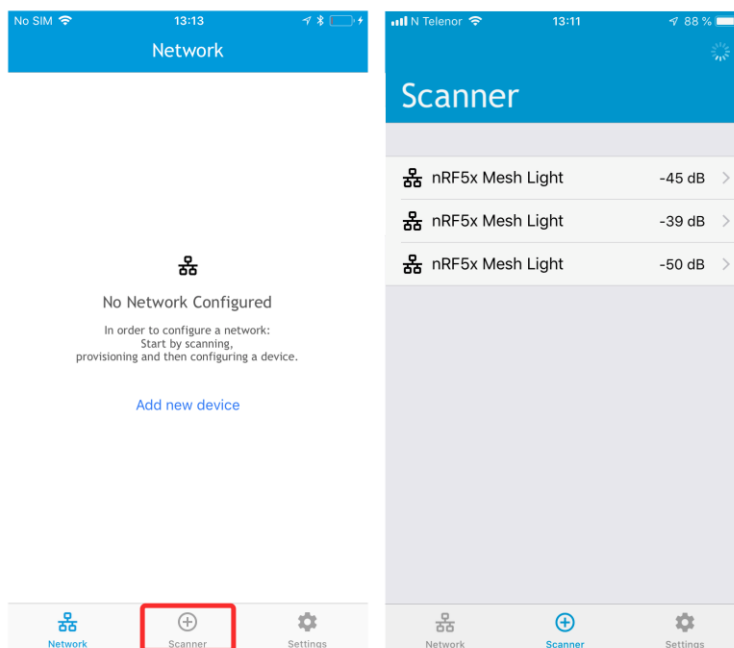 No SIM 13:13
Network
No Network Configured
In order to configure a network:
Start by scanning,
provisioning and then configuring a device.
Add new device
Network Scanner Settings
N Telenor 13:11 88 %
Scanner
nRF5x Mesh Light -45 dB
nRF5x Mesh Light -39 dB
nRF5x Mesh Light -50 dB
Network Scanner Settings